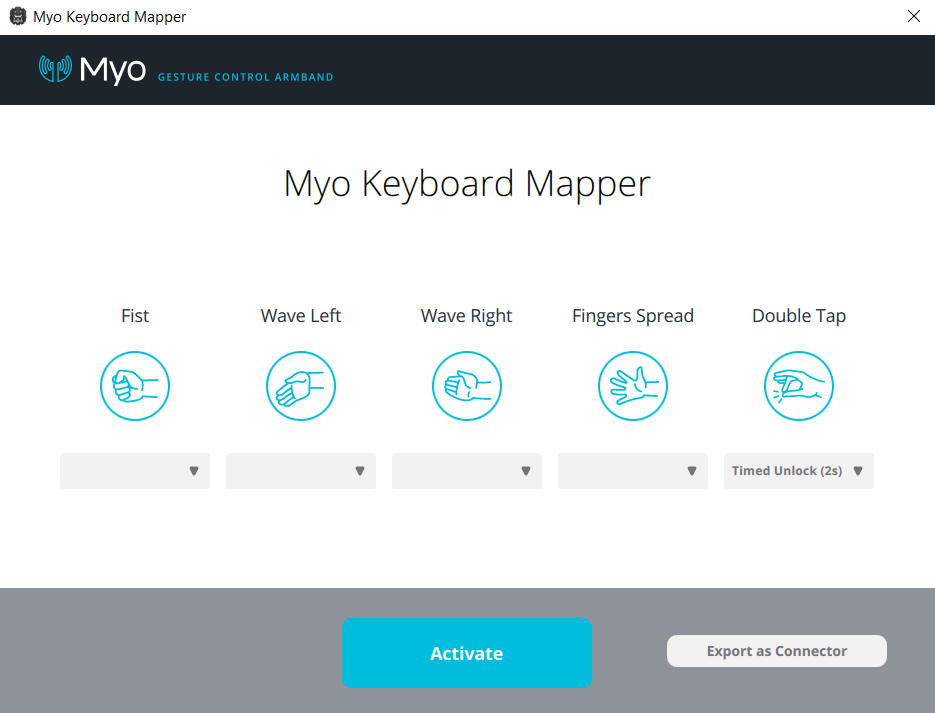 Myo Keyboard Mapper
Myo GESTURE CONTROL ARMBAND
Myo Keyboard Mapper
Fist Wave Left Wave Right Fingers Spread Double Tap
Timed Unlock (2s)
Activate Export as Connector